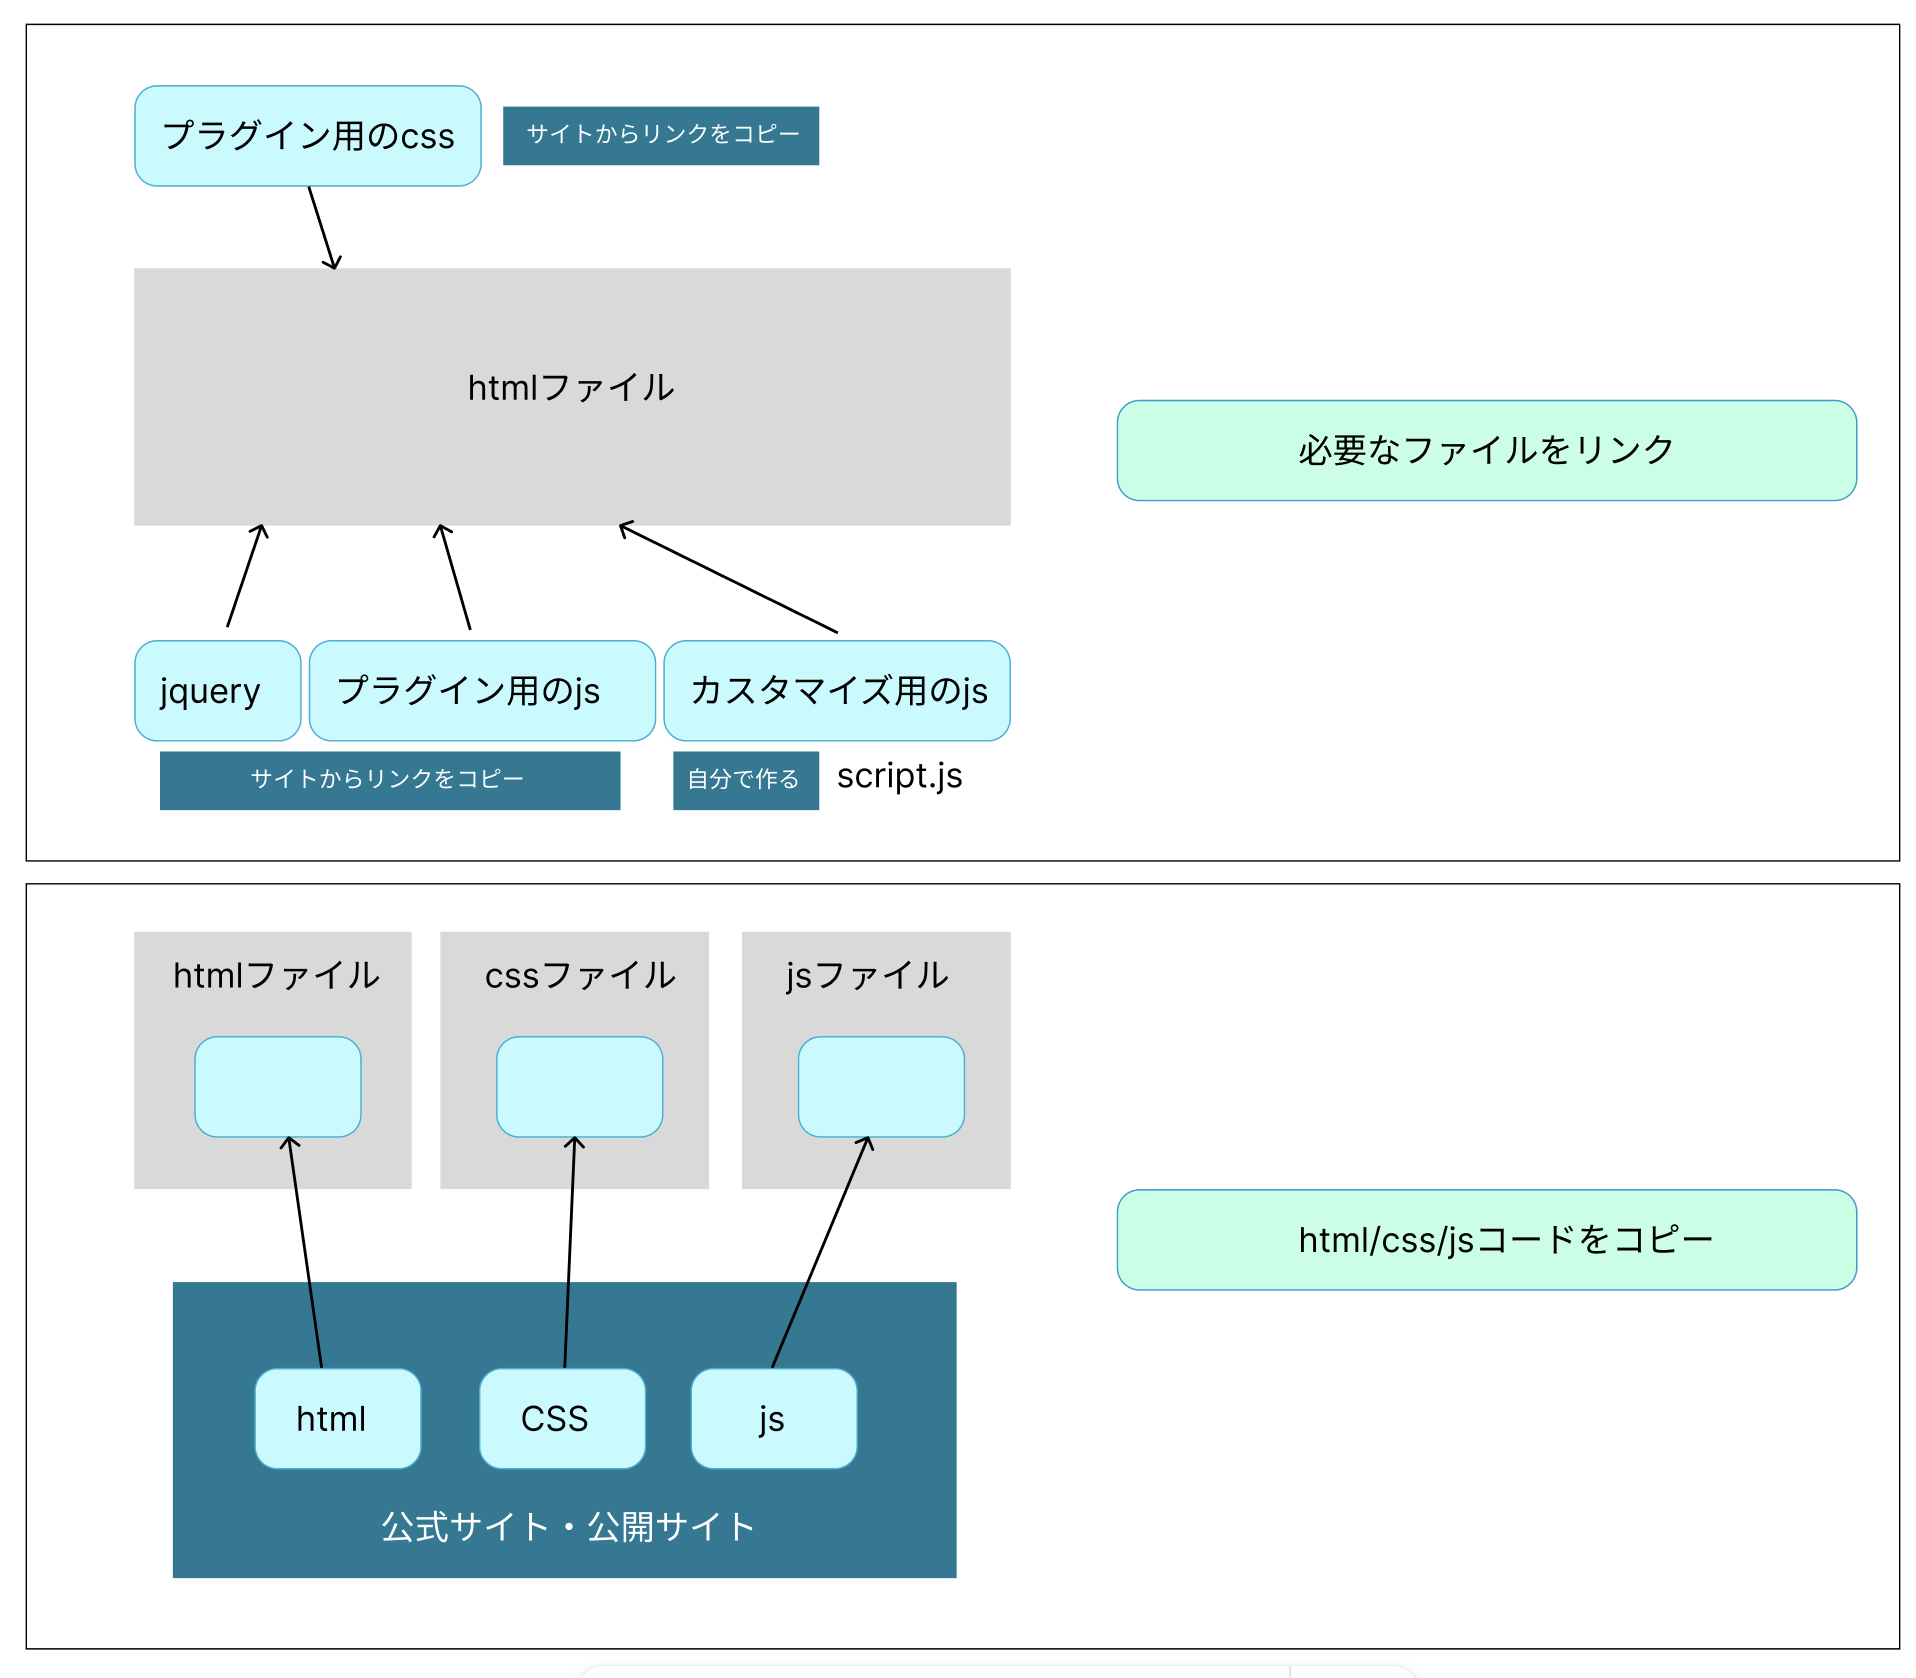 プラグイン用のcss
サイトからリンクをコピー
htmlファイル
必要なファイルをリンク
jquery
プラグイン用のjs
カスタマイズ用のjs
サイトからリンクをコピー
自分で作る
script.js
htmlファイル
cssファイル
jsファイル
html/css/jsコードをコピー
html
CSS
js
公式サイト・公開サイト